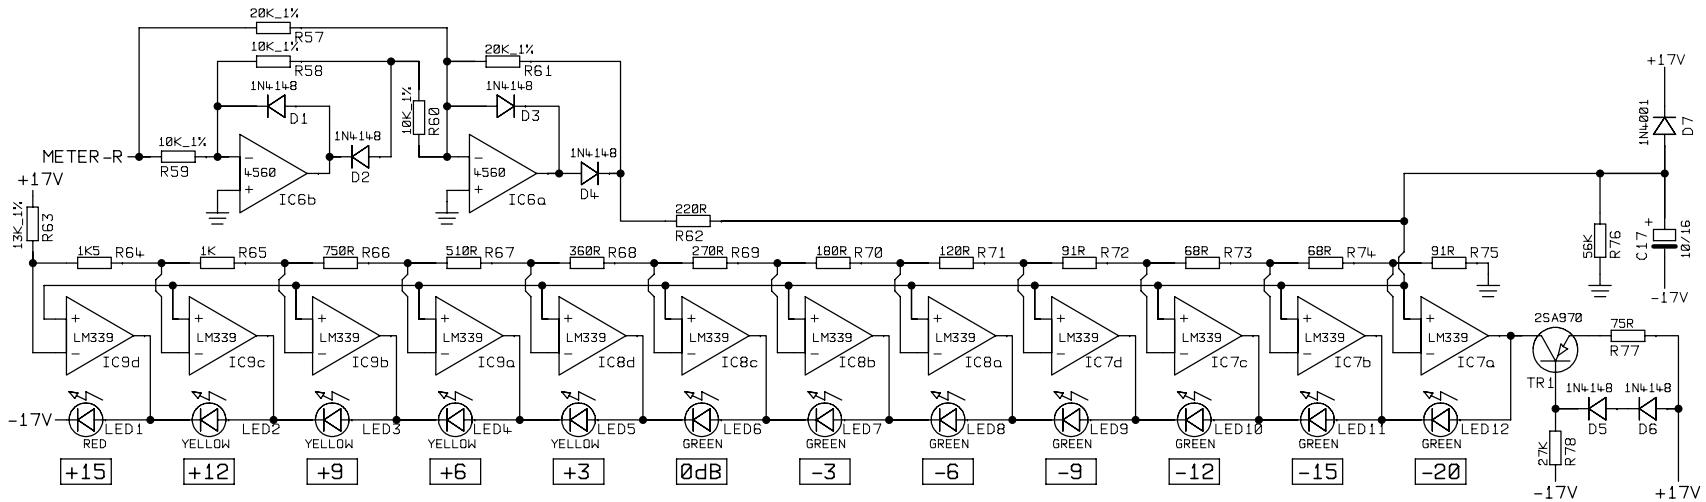 20K_1%
R57
10K_1%
R58
1N4148
D1
1N4148
D2
METER-R
10K_1%
R59
4560
IC6b
10K_1%
R60
20K_1%
R61
1N4148
D3
1N4148
D4
4560
IC6a
220R
R62
+17V
13K_1%
R63
+17V
1N4001
D7
56K
R76
C17
+
10/16
-17V
1K5 R64
1K R65
750R R66
510R R67
360R R68
270R R69
180R R70
120R R71
91R R72
68R R73
68R R74
91R R75
+ + + + + + + + + + + +
LM339 LM339 LM339 LM339 LM339 LM339 LM339 LM339 LM339 LM339 LM339 LM339
- - - - - - - - - - - -
IC9d IC9c IC9b IC9a IC8d IC8c IC8b IC8a IC7d IC7c IC7b IC7a
2SA970
TR1
75R
R77
1N4148
D5
1N4148
D6
27K
R78
-17V
+17V
-17V
LED1 LED2 LED3 LED4 LED5 LED6 LED7 LED8 LED9 LED10 LED11 LED12
RED YELLOW YELLOW YELLOW YELLOW GREEN GREEN GREEN GREEN GREEN GREEN GREEN
+15 +12 +9 +6 +3 0dB -3 -6 -9 -12 -15 -20